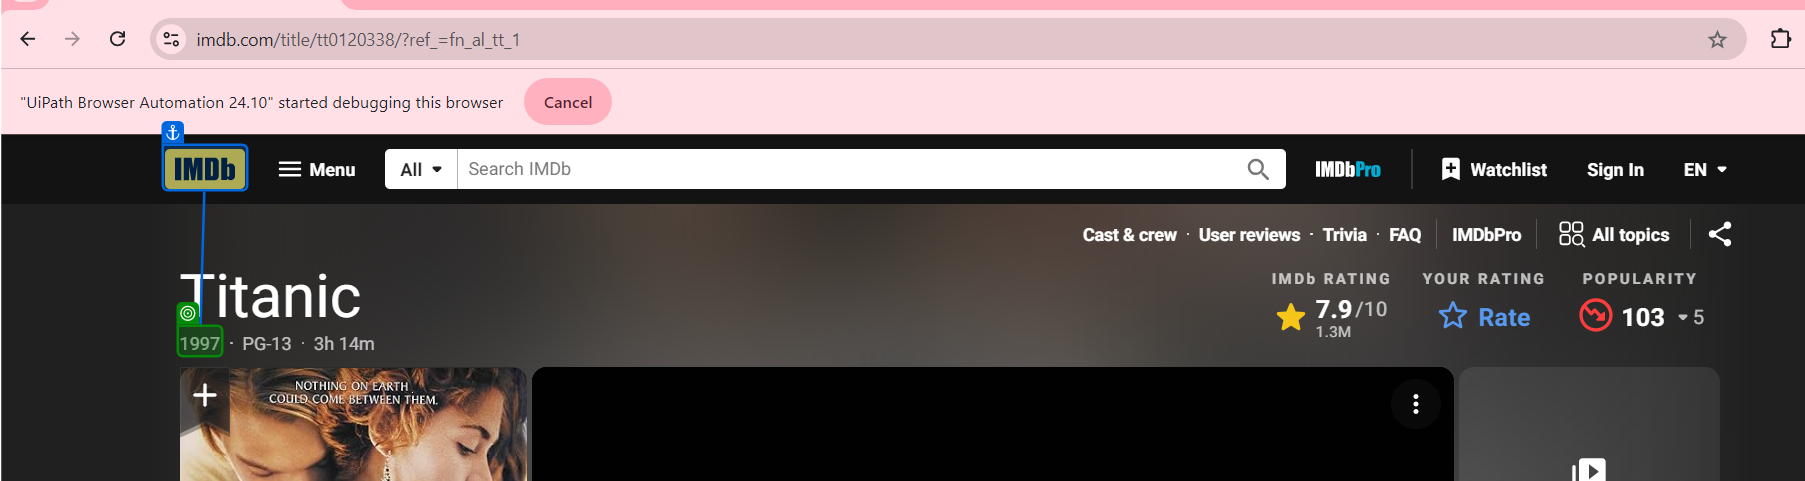 imdb.com/title/tt0120338/?ref_=fn_al_tt_1
"UiPath Browser Automation 24.10" started debugging this browser Cancel
IMDb Menu All Search IMDb IMDbPro Watchlist Sign In EN
Cast & crew · User reviews · Trivia · FAQ IMDbPro All topics
Titanic
1997 · PG-13 · 3h 14m
IMDb RATING
7.9/10
1.3M
YOUR RATING
Rate
POPULARITY
103 5
NOTHING ON EARTH
COULD COME BETWEEN THEM.